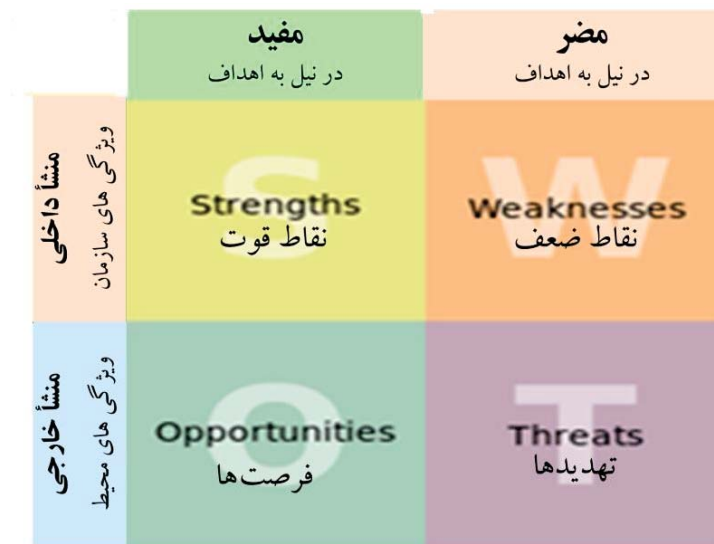 مضر
در نیل به اهداف
مفید
در نیل به اهداف
منشأ داخلی
ویژگی های سازمان
S
Strengths
نقاط قوت
W
Weaknesses
نقاط ضعف
منشأ خارجی
ویژگی های محیط
O
Opportunities
فرصت‌ها
T
Threats
تهدیدها